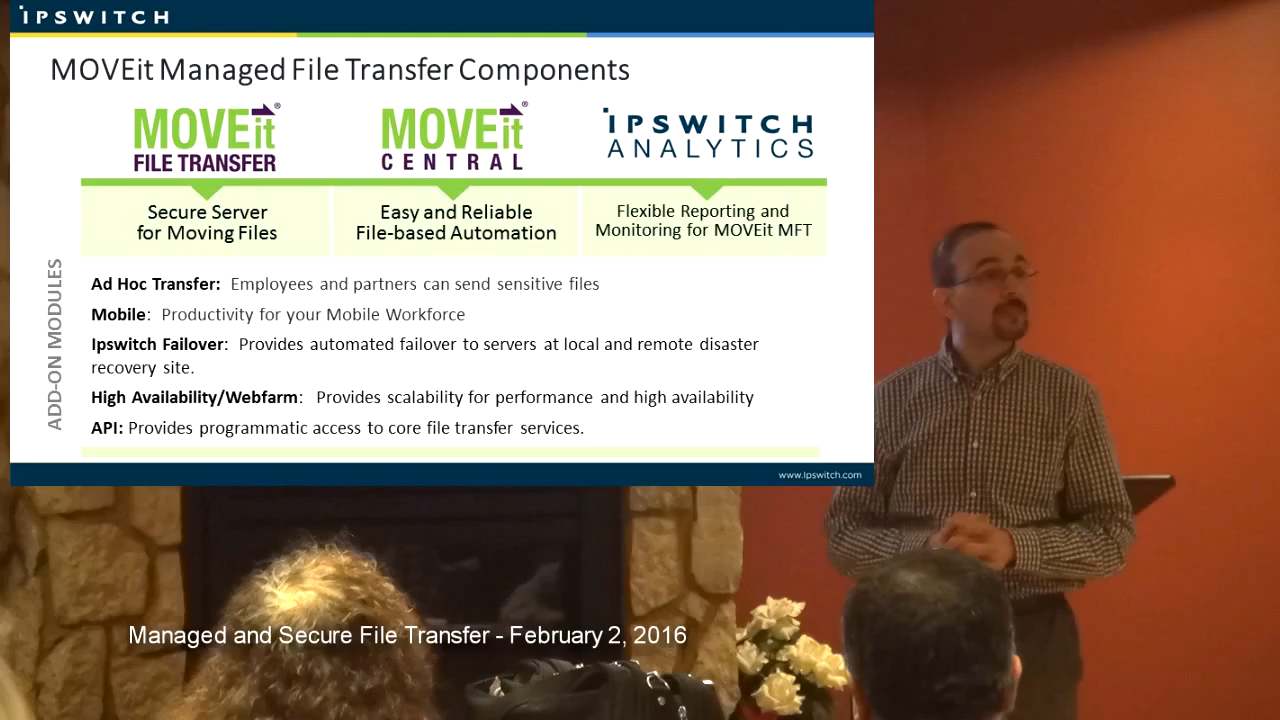 IPSWITCH
MOVEit Managed File Transfer Components
MOVEit®
FILE TRANSFER
MOVEit®
CENTRAL
IPSWITCH
ANALYTICS
Secure Server
for Moving Files
Easy and Reliable
File-based Automation
Flexible Reporting and
Monitoring for MOVEit MFT
ADD-ON MODULES
Ad Hoc Transfer: Employees and partners can send sensitive files
Mobile: Productivity for your Mobile Workforce
Ipswitch Failover: Provides automated failover to servers at local and remote disaster
recovery site.
High Availability/Webfarm: Provides scalability for performance and high availability
API: Provides programmatic access to core file transfer services.
www.ipswitch.com
Managed and Secure File Transfer - February 2, 2016